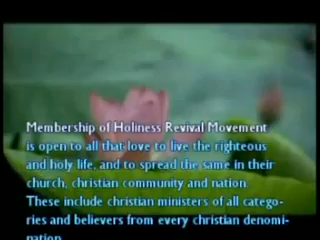 Membership of Holiness Revival Movement
is open to all that love to live the righteous
and holy life, and to spread the same in their
church, christian community and nation.
These include christian ministers of all catego-
ries and believers from every christian denomi-
nation